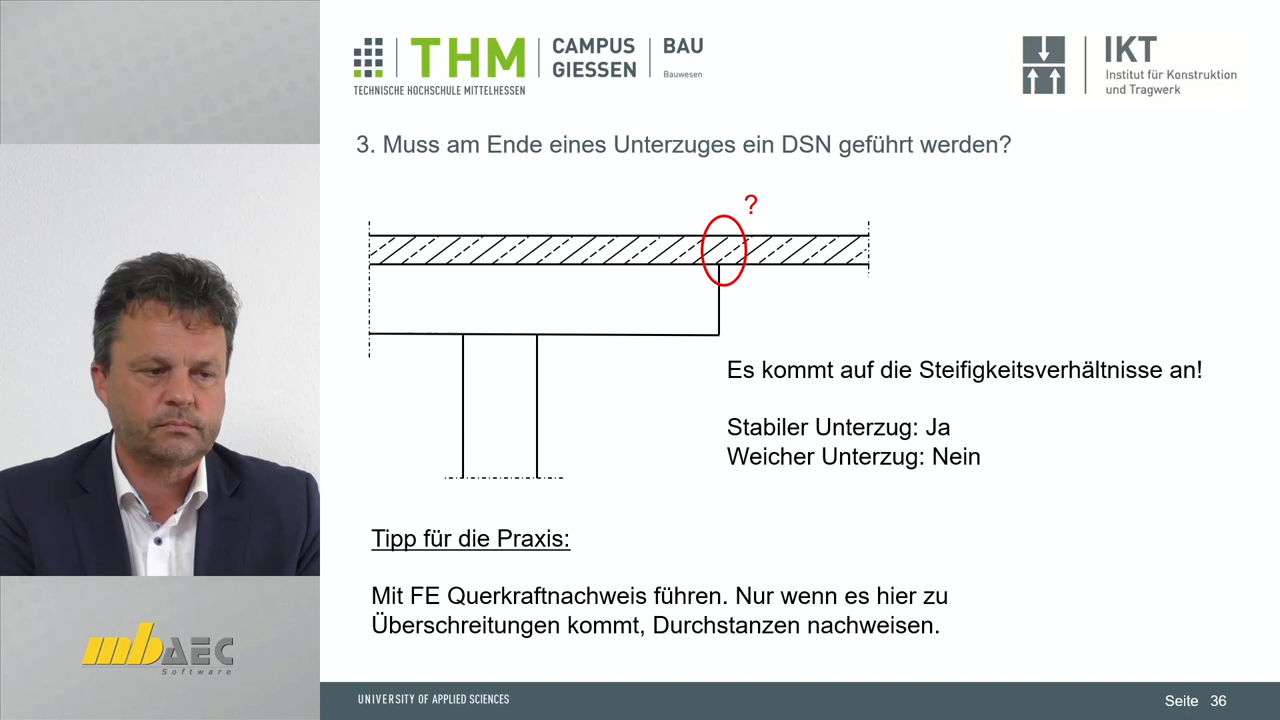 THM
CAMPUS
GIESSEN
BAU
Bauwesen
TECHNISCHE HOCHSCHULE MITTELHESSEN
IKT
Institut für Konstruktion
und Tragwerk
3. Muss am Ende eines Unterzuges ein DSN geführt werden?
?
Es kommt auf die Steifigkeitsverhältnisse an!
Stabiler Unterzug: Ja
Weicher Unterzug: Nein
Tipp für die Praxis:
Mit FE Querkraftnachweis führen. Nur wenn es hier zu
Überschreitungen kommt, Durchstanzen nachweisen.
mb AEC
Software
UNIVERSITY OF APPLIED SCIENCES
Seite 36